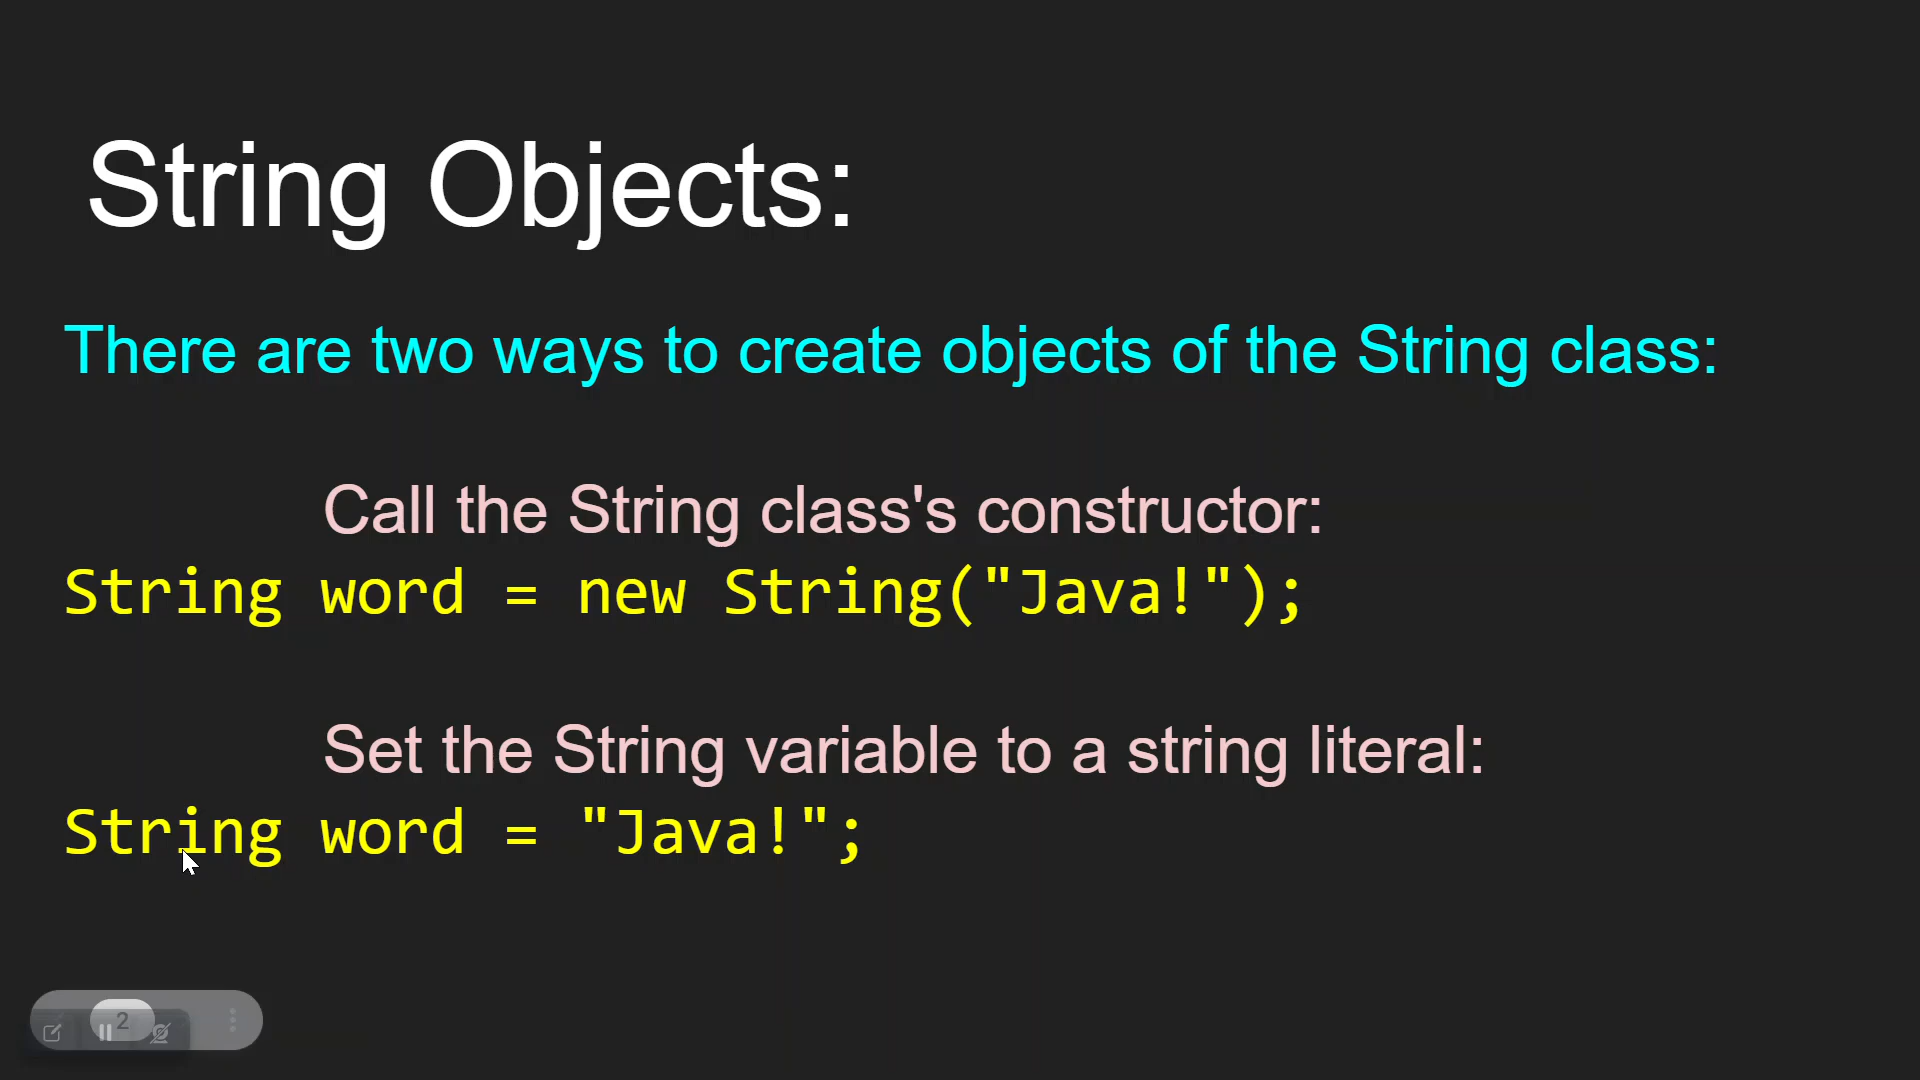 String Objects:
There are two ways to create objects of the String class:
Call the String class's constructor:
String word = new String("Java!");
Set the String variable to a string literal:
String word = "Java!";
2